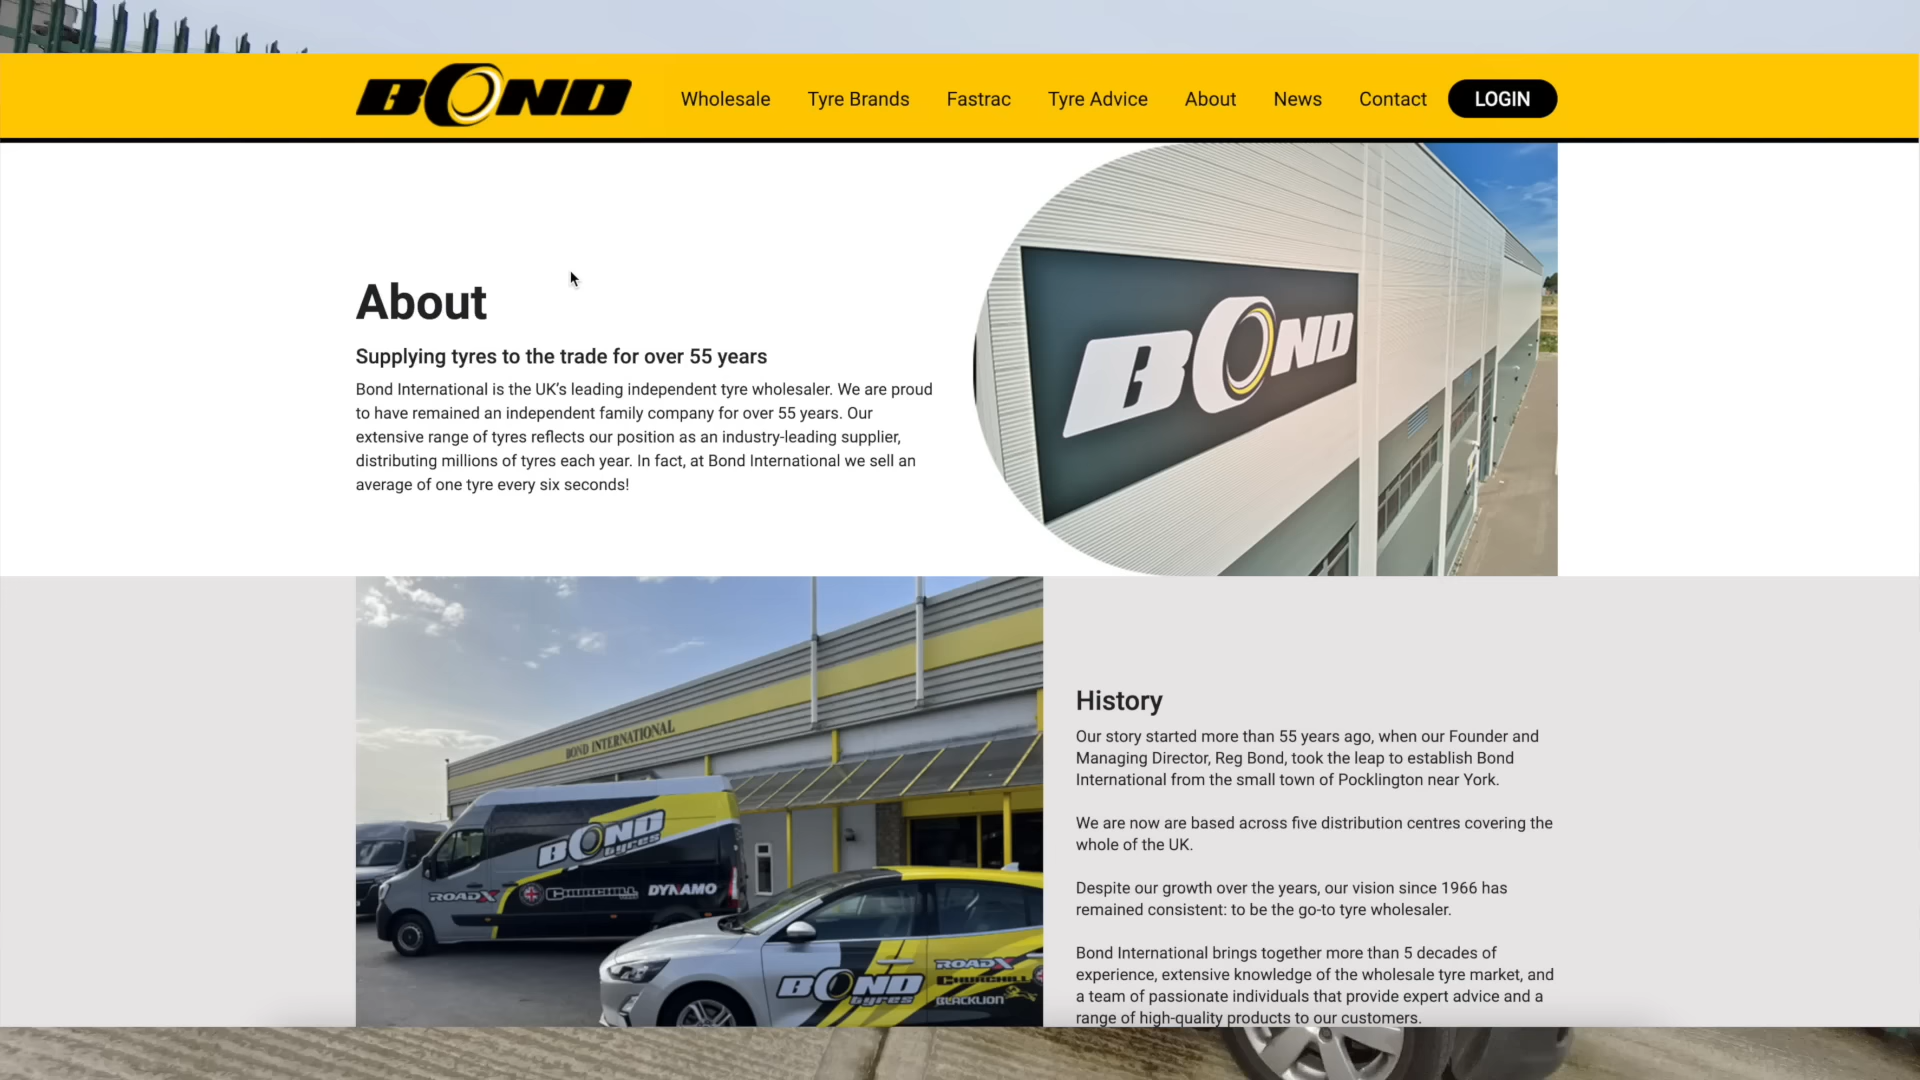 BOND
Wholesale
Tyre Brands
Fastrac
Tyre Advice
About
News
Contact
LOGIN
About
Supplying tyres to the trade for over 55 years
Bond International is the UK’s leading independent tyre wholesaler. We are proud
to have remained an independent family company for over 55 years. Our
extensive range of tyres reflects our position as an industry-leading supplier,
distributing millions of tyres each year. In fact, at Bond International we sell an
average of one tyre every six seconds!
BOND
BOND INTERNATIONAL
BOND
tyres
ROADX
CHURCHILL
DYNAMO
BOND
tyres
ROADX
CHURCHILL
BLACKLION
History
Our story started more than 55 years ago, when our Founder and
Managing Director, Reg Bond, took the leap to establish Bond
International from the small town of Pocklington near York.
We are now are based across five distribution centres covering the
whole of the UK.
Despite our growth over the years, our vision since 1966 has
remained consistent: to be the go-to tyre wholesaler.
Bond International brings together more than 5 decades of
experience, extensive knowledge of the wholesale tyre market, and
a team of passionate individuals that provide expert advice and a
range of high-quality products to our customers.